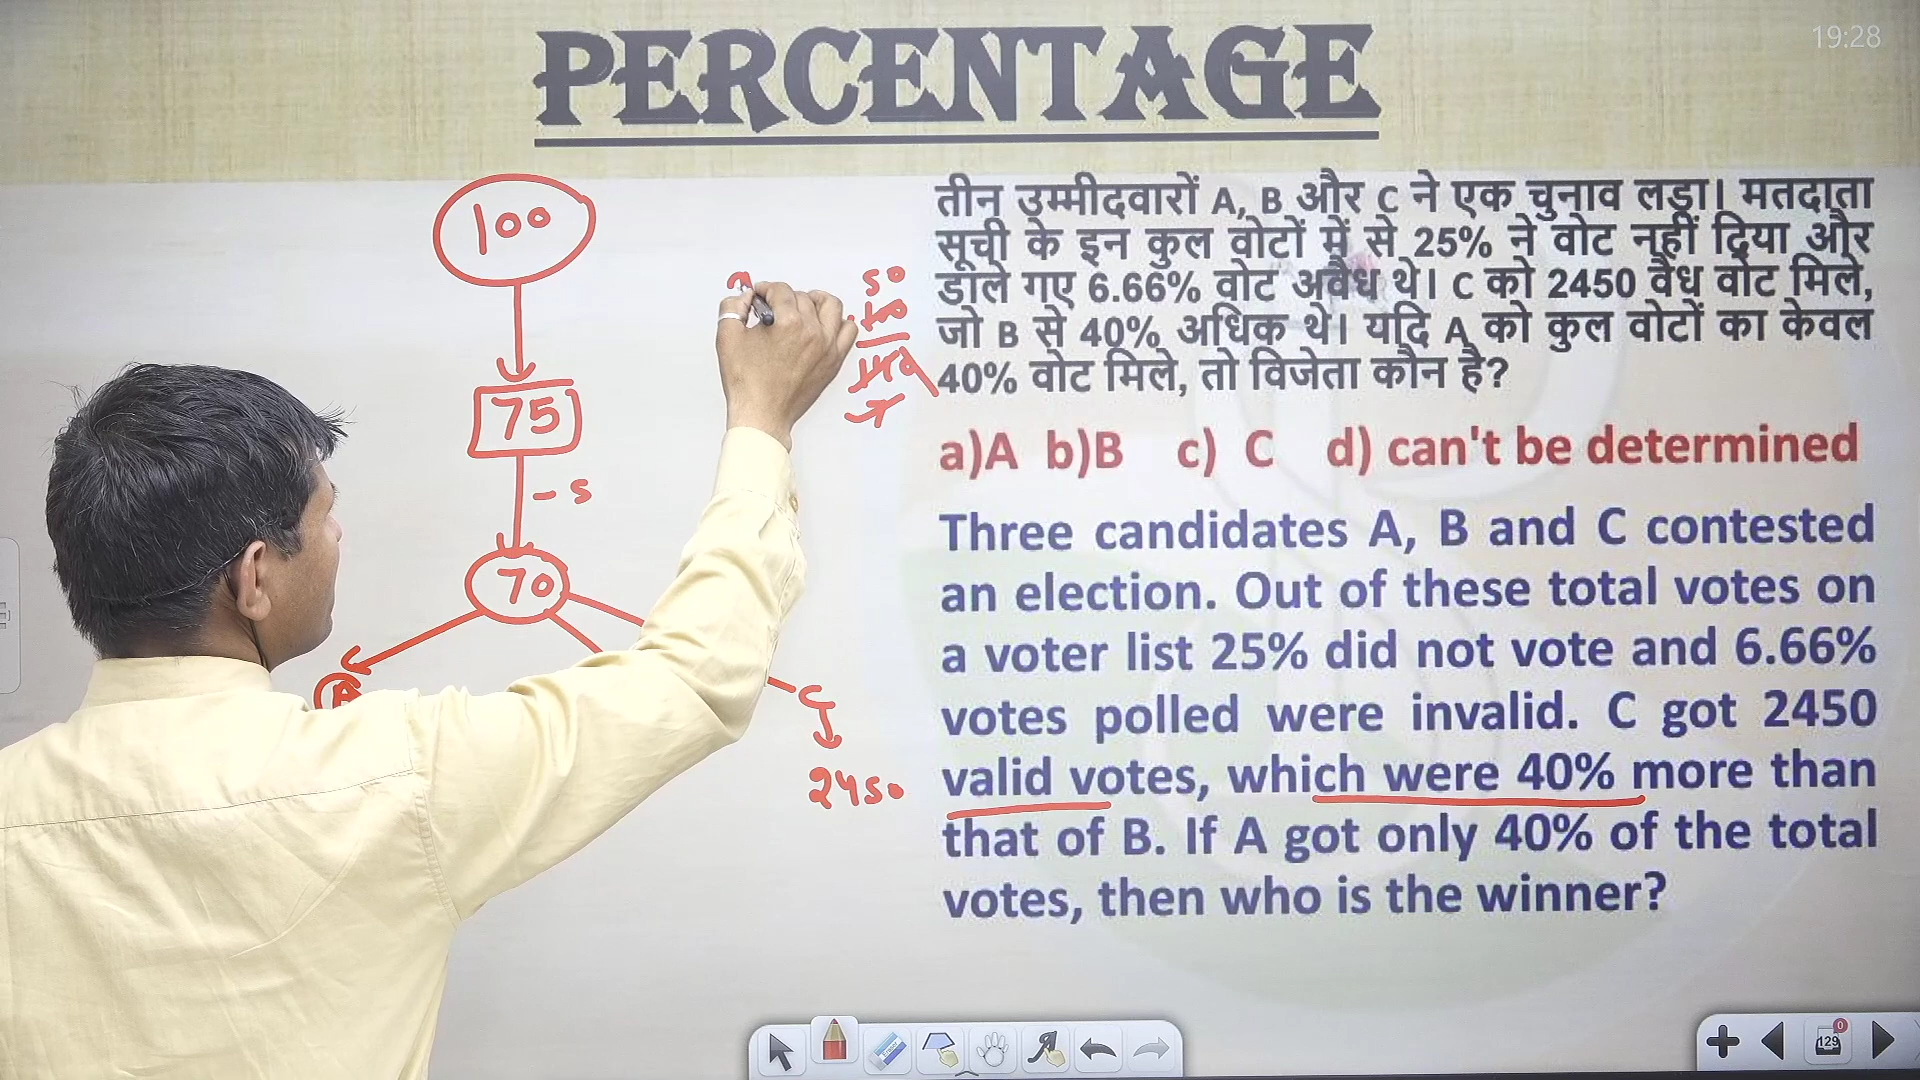 PERCENTAGE
19:28
100
75
- 5
70
A
C
2450
50
तीन उम्मीदवारों A, B और C ने एक चुनाव लड़ा। मतदाता
सूची के इन कुल वोटों में से 25% ने वोट नहीं दिया और
डाले गए 6.66% वोट अवैध थे। C को 2450 वैध वोट मिले,
जो B से 40% अधिक थे। यदि A को कुल वोटों का केवल
40% वोट मिले, तो विजेता कौन है?
a)A b)B c) C d) can't be determined
Three candidates A, B and C contested
an election. Out of these total votes on
a voter list 25% did not vote and 6.66%
votes polled were invalid. C got 2450
valid votes, which were 40% more than
that of B. If A got only 40% of the total
votes, then who is the winner?
0
129